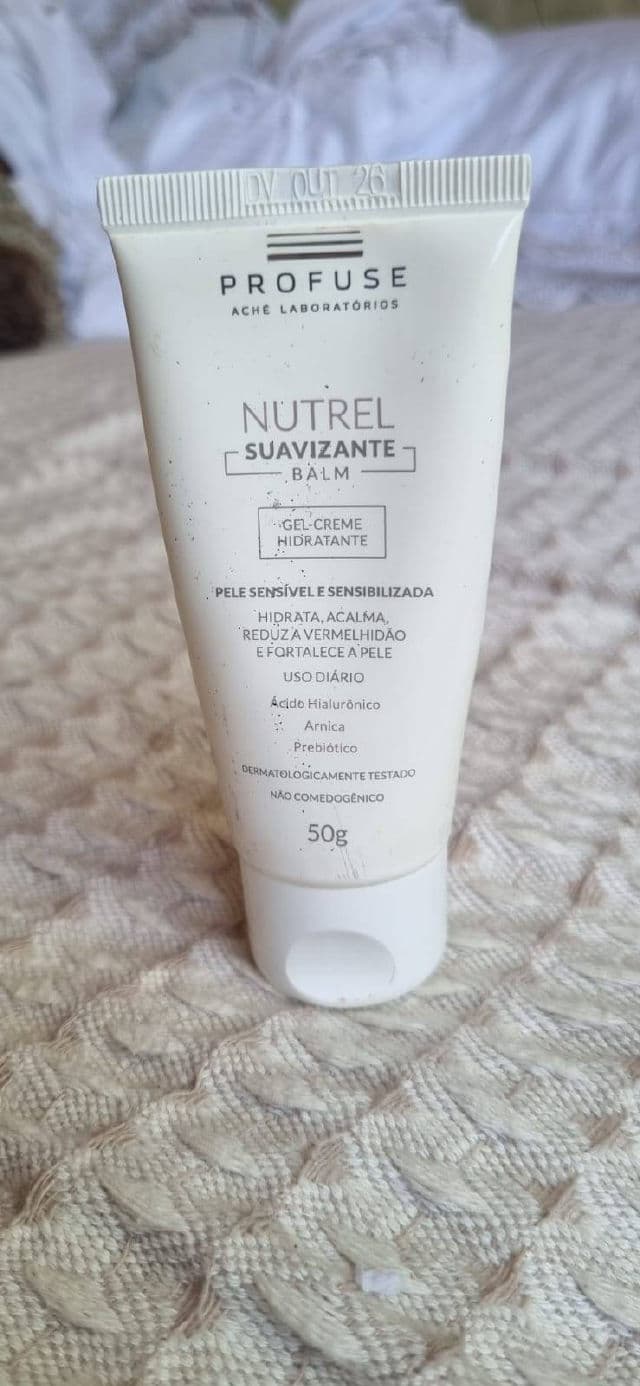 DV OUT 26
PROFUSE
ACHÉ LABORATÓRIOS
NUTREL
SUAVIZANTE
BALM
GEL-CREME
HIDRATANTE
PELE SENSÍVEL E SENSIBILIZADA
HIDRATA, ACALMA,
REDUZ A VERMELHIDÃO
E FORTALECE A PELE
USO DIÁRIO
Ácido Hialurônico
Arnica
Prebiótico
DERMATOLOGICAMENTE TESTADO
NÃO COMEDOGÊNICO
50g